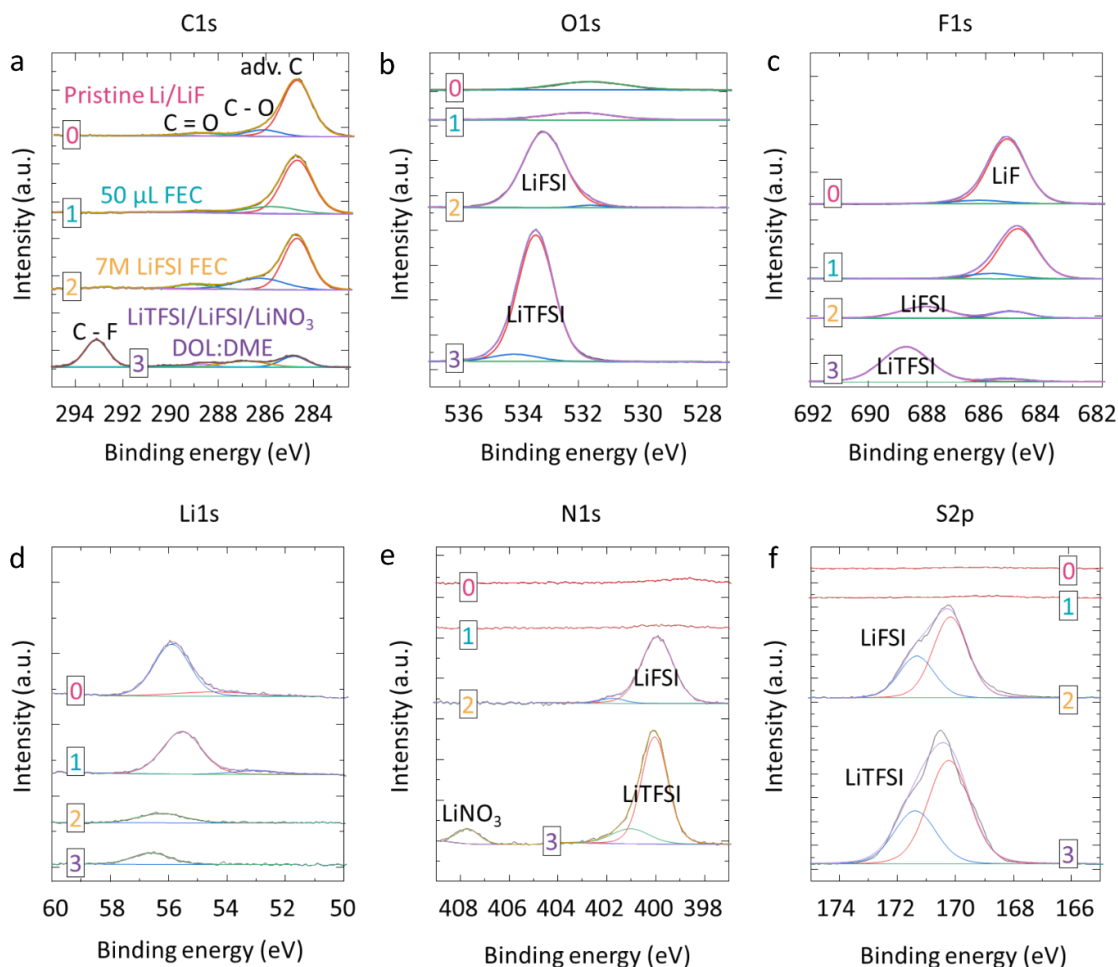 C1s
a
adv. C
Pristine Li/LiF
C - O
C = O
0
50 µL FEC
1
7M LiFSI FEC
2
LiTFSI/LiFSI/LiNO₃
C - F
DOL:DME
3
294 292 290 288 286 284
Binding energy (eV)
Intensity (a.u.)
O1s
b
0
1
LiFSI
2
LiTFSI
3
536 534 532 530 528
Binding energy (eV)
Intensity (a.u.)
F1s
c
LiF
0
1
LiFSI
2
LiTFSI
3
692 690 688 686 684 682
Binding energy (eV)
Intensity (a.u.)
Li1s
d
0
1
2
3
60 58 56 54 52 50
Binding energy (eV)
Intensity (a.u.)
N1s
e
0
1
LiFSI
2
LiTFSI
LiNO₃
3
408 406 404 402 400 398
Binding energy (eV)
Intensity (a.u.)
S2p
f
0
1
LiFSI
2
LiTFSI
3
174 172 170 168 166
Binding energy (eV)
Intensity (a.u.)